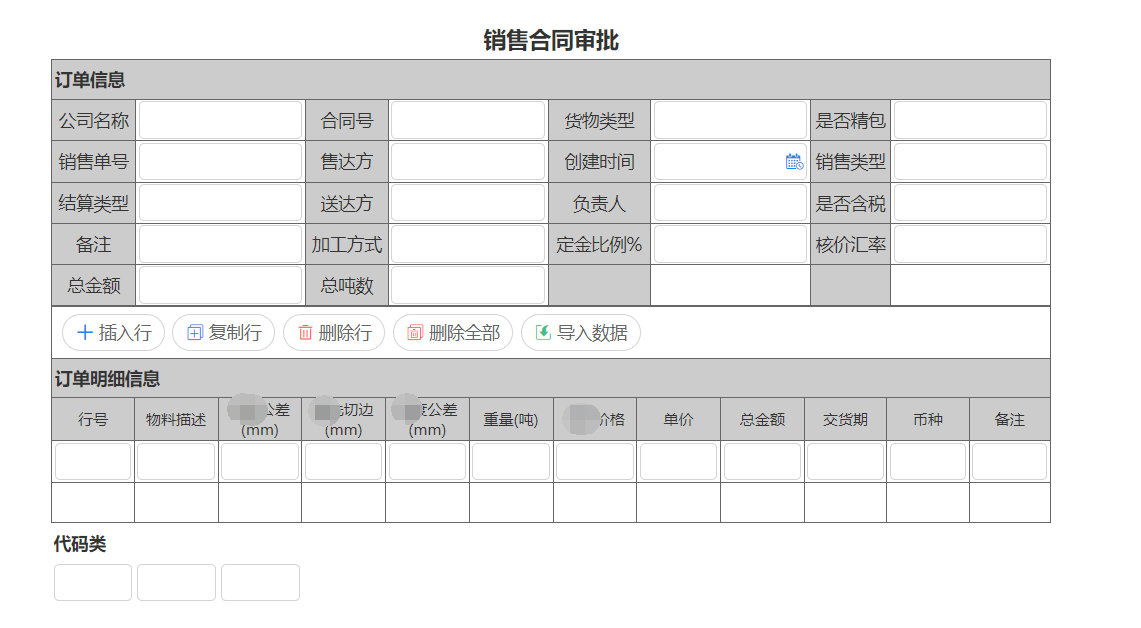 销售合同审批
订单信息
公司名称 合同号 货物类型 是否精包
销售单号 售达方 创建时间 销售类型
结算类型 送达方 负责人 是否含税
备注 加工方式 定金比例% 核价汇率
总金额 总吨数
插入行 复制行 删除行 删除全部 导入数据
订单明细信息
行号 物料描述 公差(mm) 切边(mm) 公差(mm) 重量(吨) 价格 单价 总金额 交货期 币种 备注
代码类